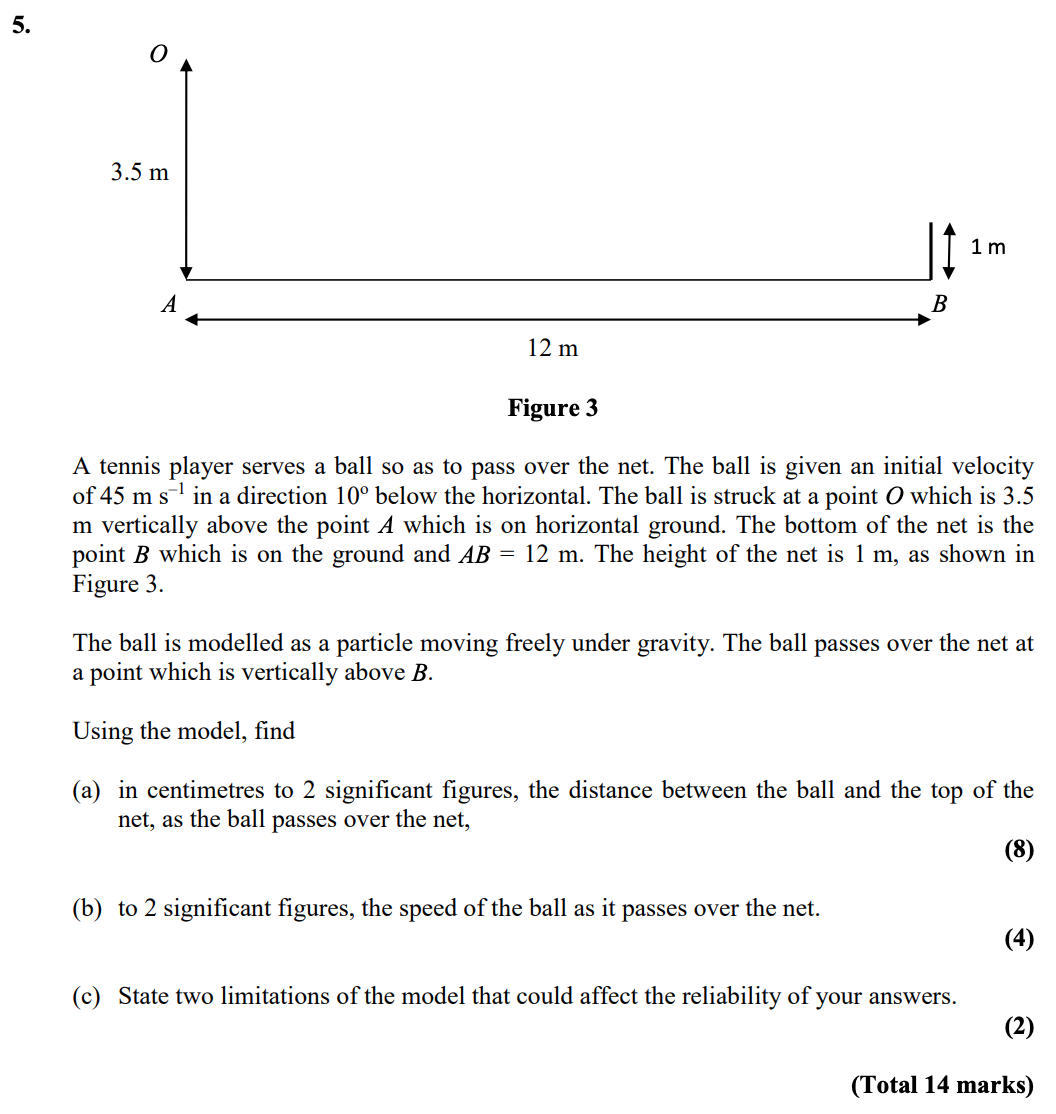 5.
O
3.5 m
1 m
A
B
12 m
Figure 3
A tennis player serves a ball so as to pass over the net. The ball is given an initial velocity
of 45 m s⁻¹ in a direction 10° below the horizontal. The ball is struck at a point O which is 3.5
m vertically above the point A which is on horizontal ground. The bottom of the net is the
point B which is on the ground and AB = 12 m. The height of the net is 1 m, as shown in
Figure 3.
The ball is modelled as a particle moving freely under gravity. The ball passes over the net at
a point which is vertically above B.
Using the model, find
(a) in centimetres to 2 significant figures, the distance between the ball and the top of the
net, as the ball passes over the net,
(8)
(b) to 2 significant figures, the speed of the ball as it passes over the net.
(4)
(c) State two limitations of the model that could affect the reliability of your answers.
(2)
(Total 14 marks)